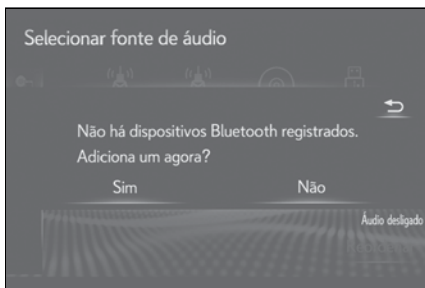 Selecionar fonte de áudio
Não há dispositivos Bluetooth registrados.
Adiciona um agora?
Sim Não
Áudio desligado